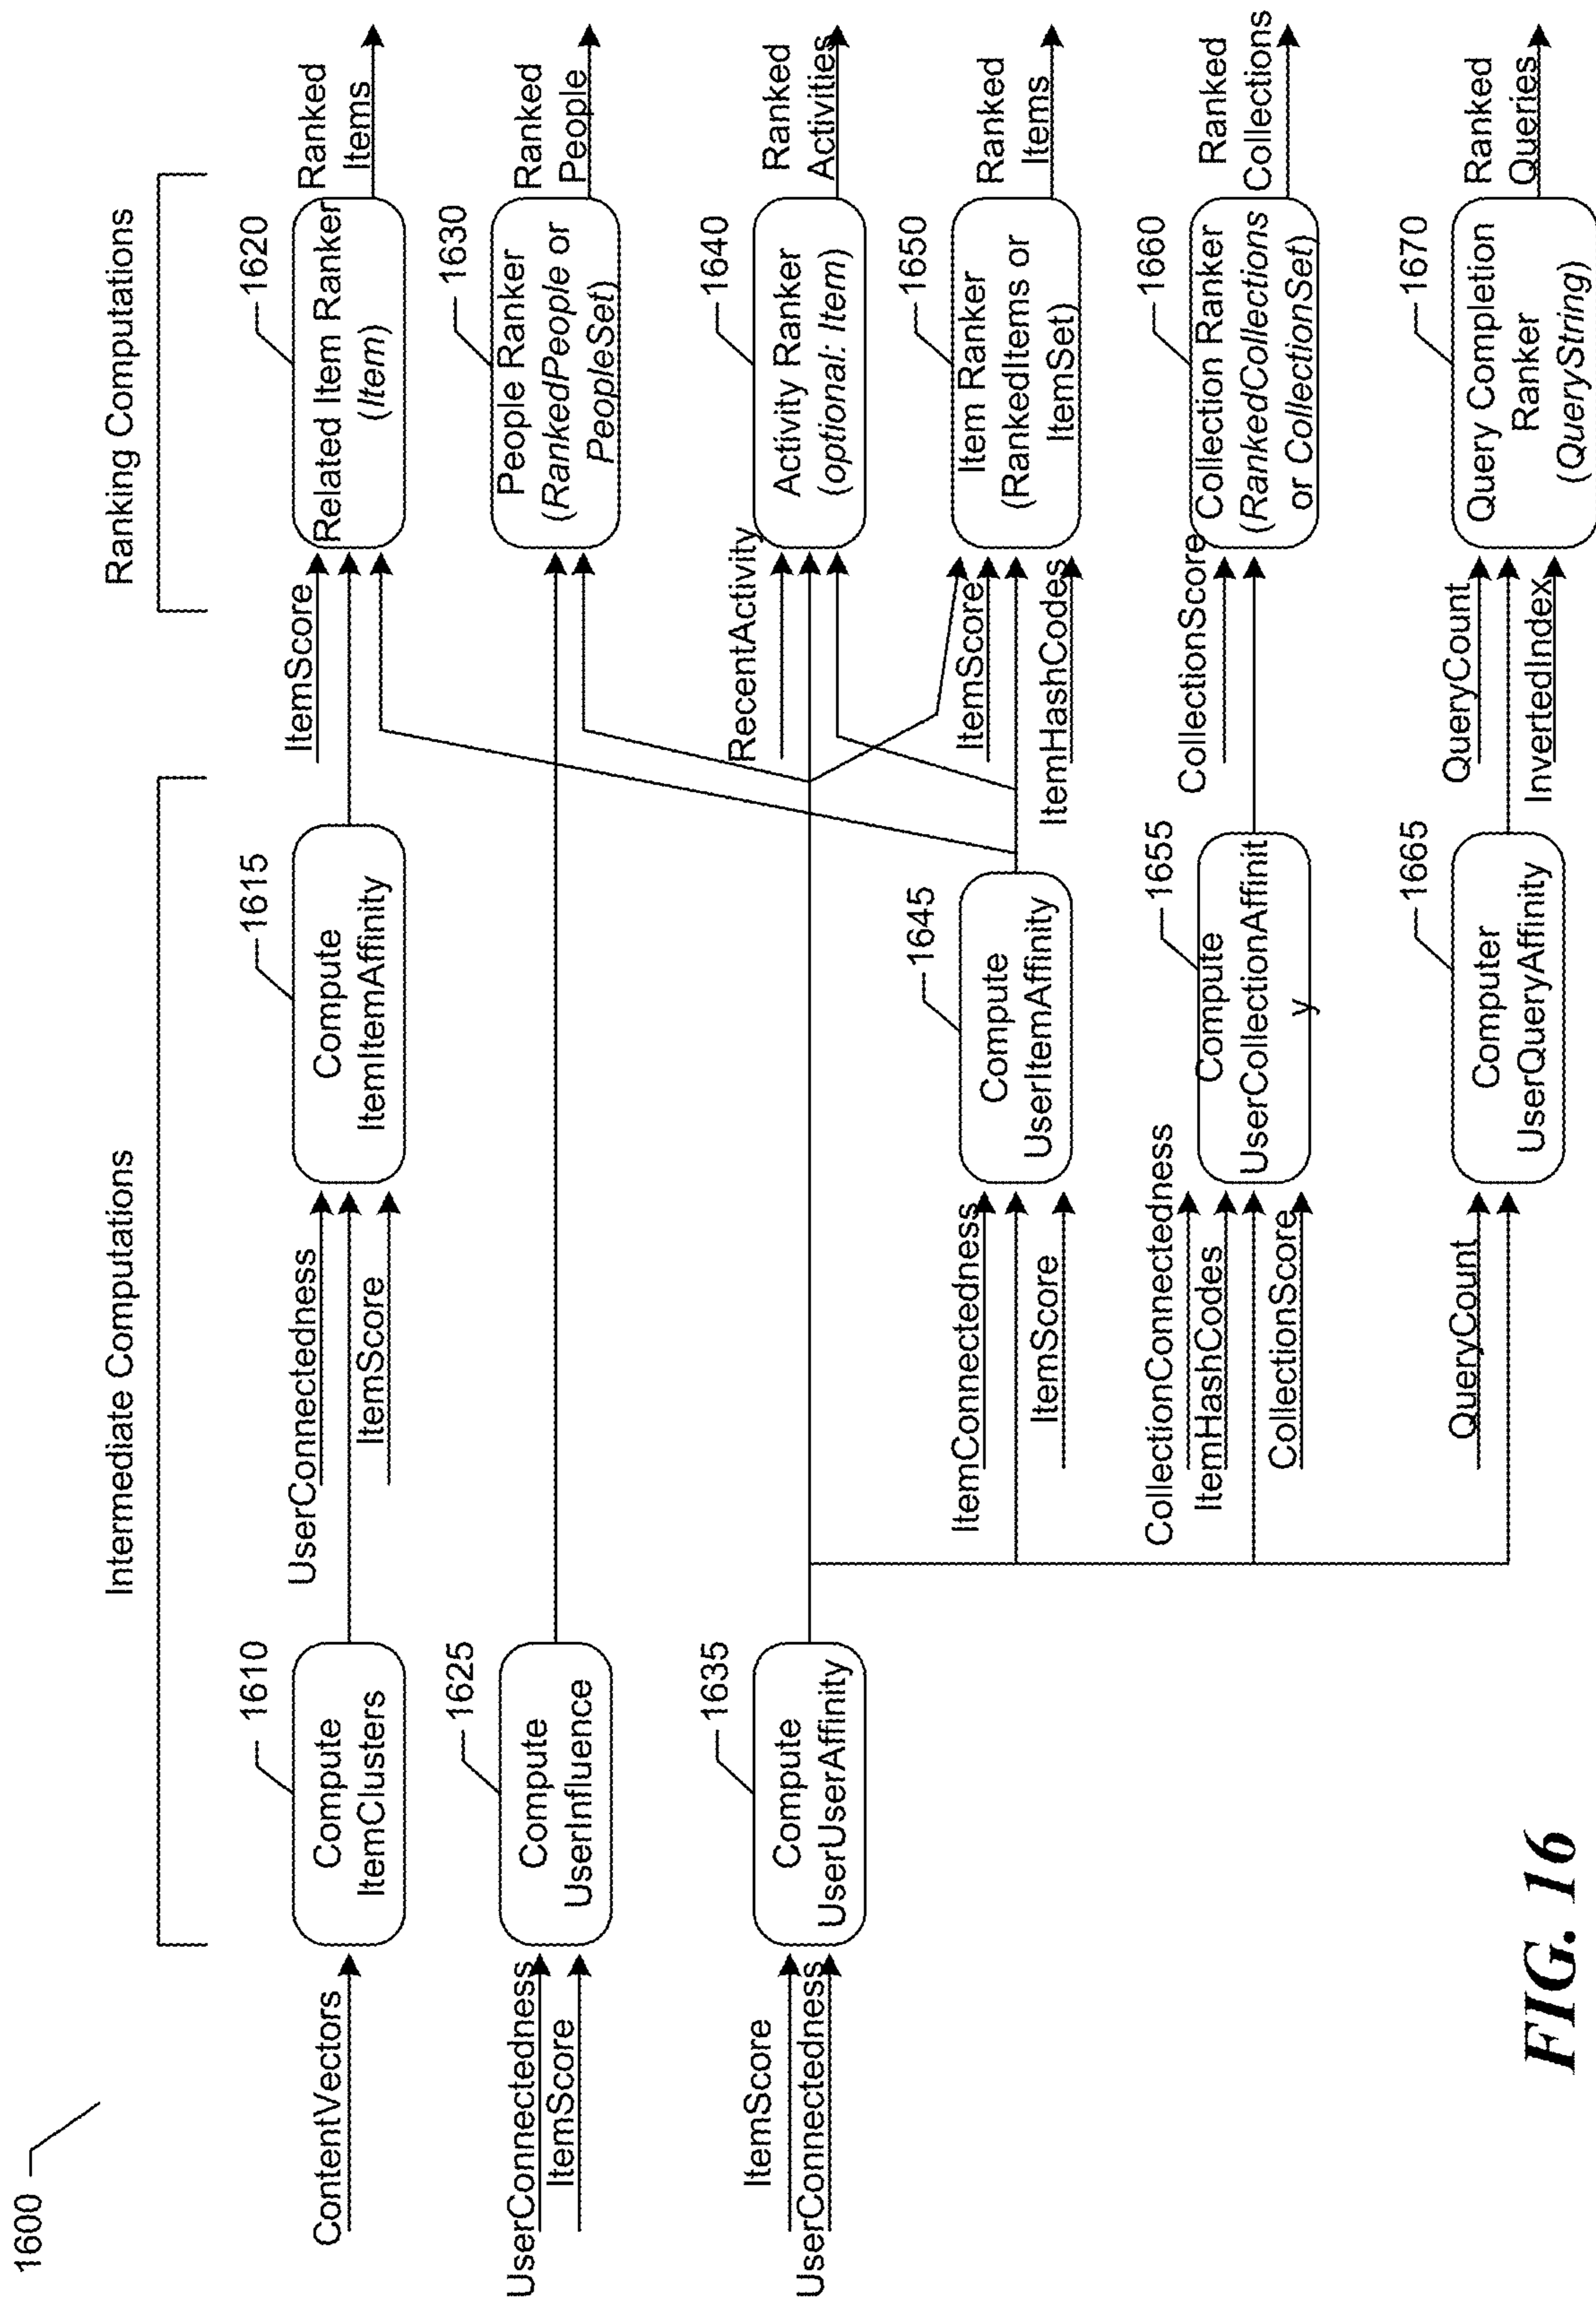 1600
Intermediate Computations
Ranking Computations
ContentVectors
1610
Compute
ItemClusters
UserConnectedness
ItemScore
1615
Compute
ItemItemAffinity
ItemScore
1620
Related Item Ranker
(Item)
Ranked
Items
UserConnectedness
ItemScore
1625
Compute
UserInfluence
1630
People Ranker
(RankedPeople or
PeopleSet)
Ranked
People
ItemScore
UserConnectedness
1635
Compute
UserUserAffinity
RecentActivity
1640
Activity Ranker
(optional: Item)
Ranked
Activities
ItemConnectedness
ItemScore
1645
Compute
UserItemAffinity
ItemScore
ItemHashCodes
1650
Item Ranker
(RankedItems or
ItemSet)
Ranked
Items
CollectionConnectedness
ItemHashCodes
CollectionScore
1655
Compute
UserCollectionAffinit
y
CollectionScore
1660
Collection Ranker
(RankedCollections
or CollectionSet)
Ranked
Collections
QueryCount
1665
Computer
UserQueryAffinity
QueryCount
InvertedIndex
1670
Query Completion
Ranker
(QueryString)
Ranked
Queries
FIG. 16